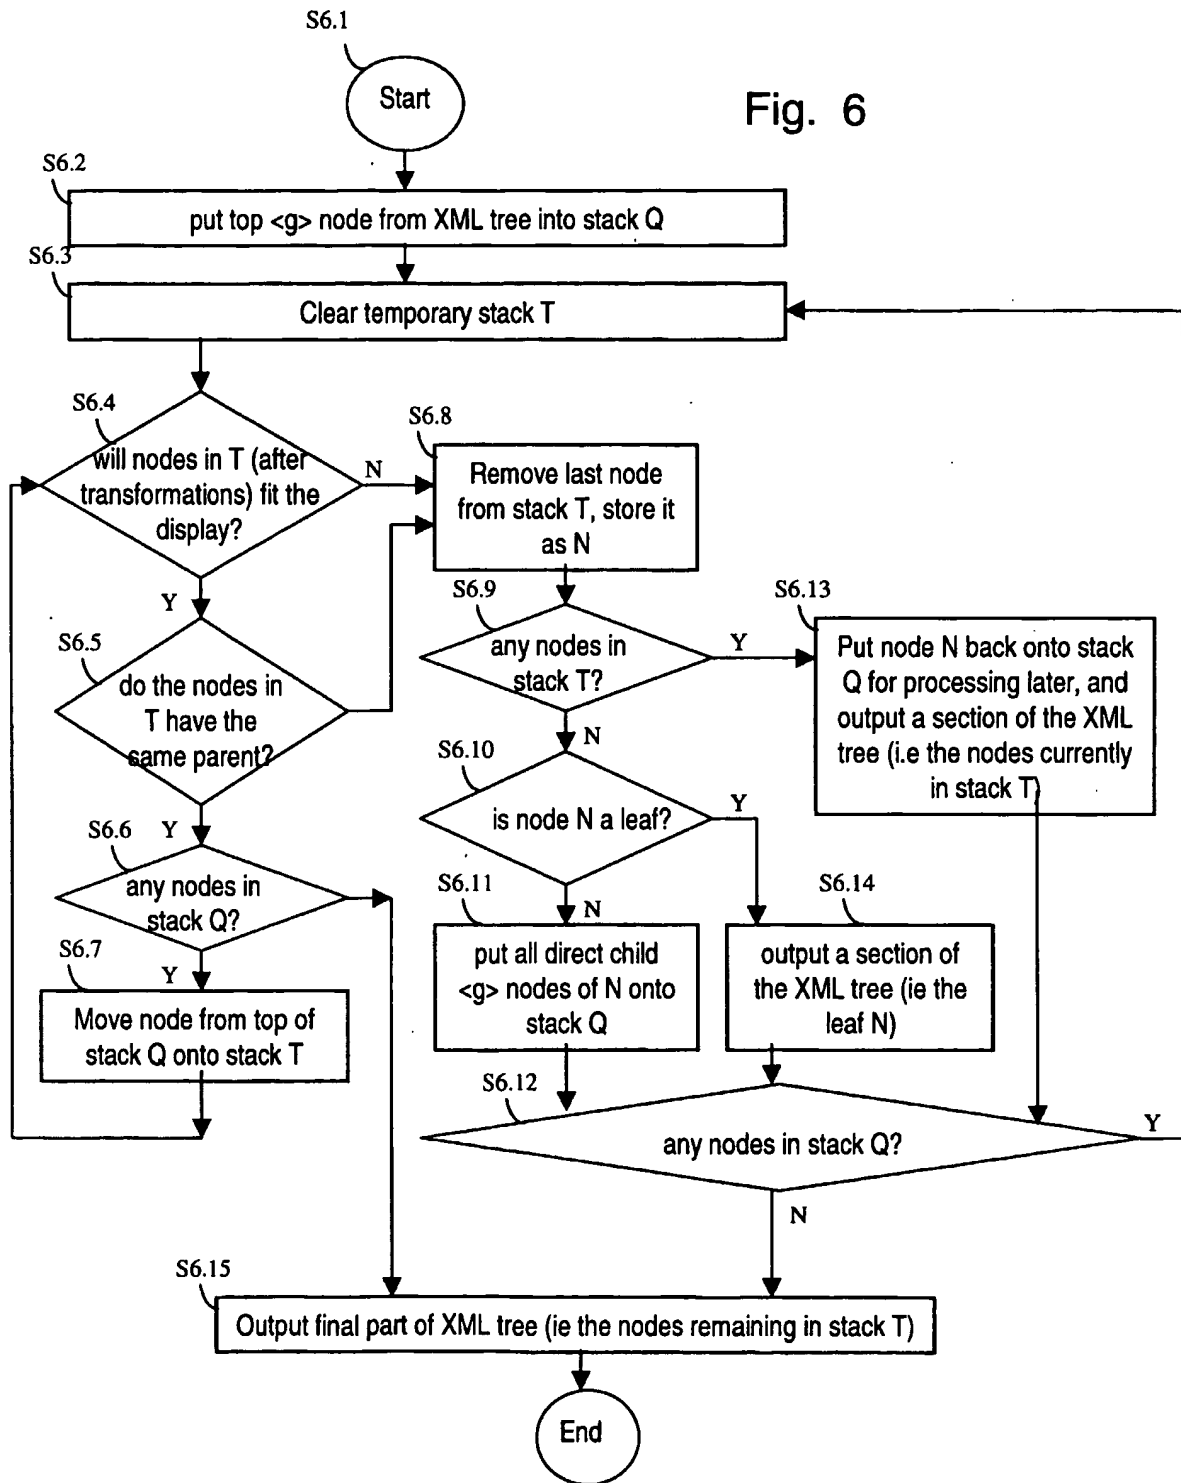 S6.1
Start
Fig. 6
S6.2
put top <g> node from XML tree into stack Q
S6.3
Clear temporary stack T
S6.4
will nodes in T (after
transformations) fit the
display?
N
Y
S6.8
Remove last node
from stack T, store it
as N
S6.5
do the nodes in
T have the
same parent?
Y
S6.9
any nodes in
stack T?
Y
N
S6.13
Put node N back onto stack
Q for processing later, and
output a section of the XML
tree (i.e the nodes currently
in stack T)
S6.6
any nodes in
stack Q?
Y
S6.10
is node N a leaf?
Y
N
S6.7
Move node from top of
stack Q onto stack T
S6.11
put all direct child
<g> nodes of N onto
stack Q
S6.14
output a section of
the XML tree (ie the
leaf N)
S6.12
any nodes in stack Q?
Y
N
S6.15
Output final part of XML tree (ie the nodes remaining in stack T)
End